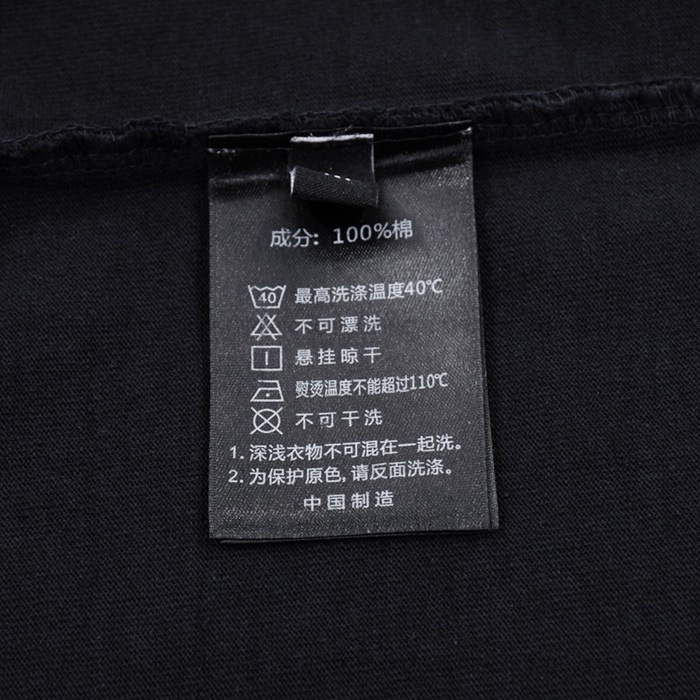 成分: 100%棉
40 最高洗涤温度40℃
不可漂洗
悬挂晾干
熨烫温度不能超过110℃
不可干洗
1. 深浅衣物不可混在一起洗。
2. 为保护原色,请反面洗涤。
中国制造